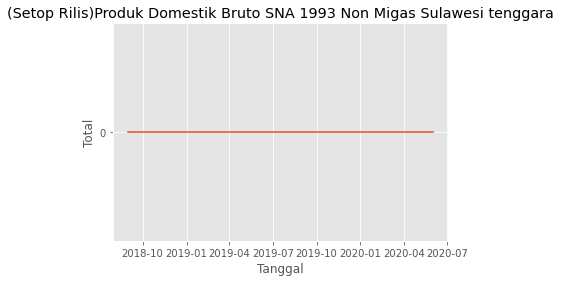 (Setop Rilis)Produk Domestik Bruto SNA 1993 Non Migas Sulawesi tenggara
Total
0
2018-10 2019-01 2019-04 2019-07 2019-10 2020-01 2020-04 2020-07
Tanggal